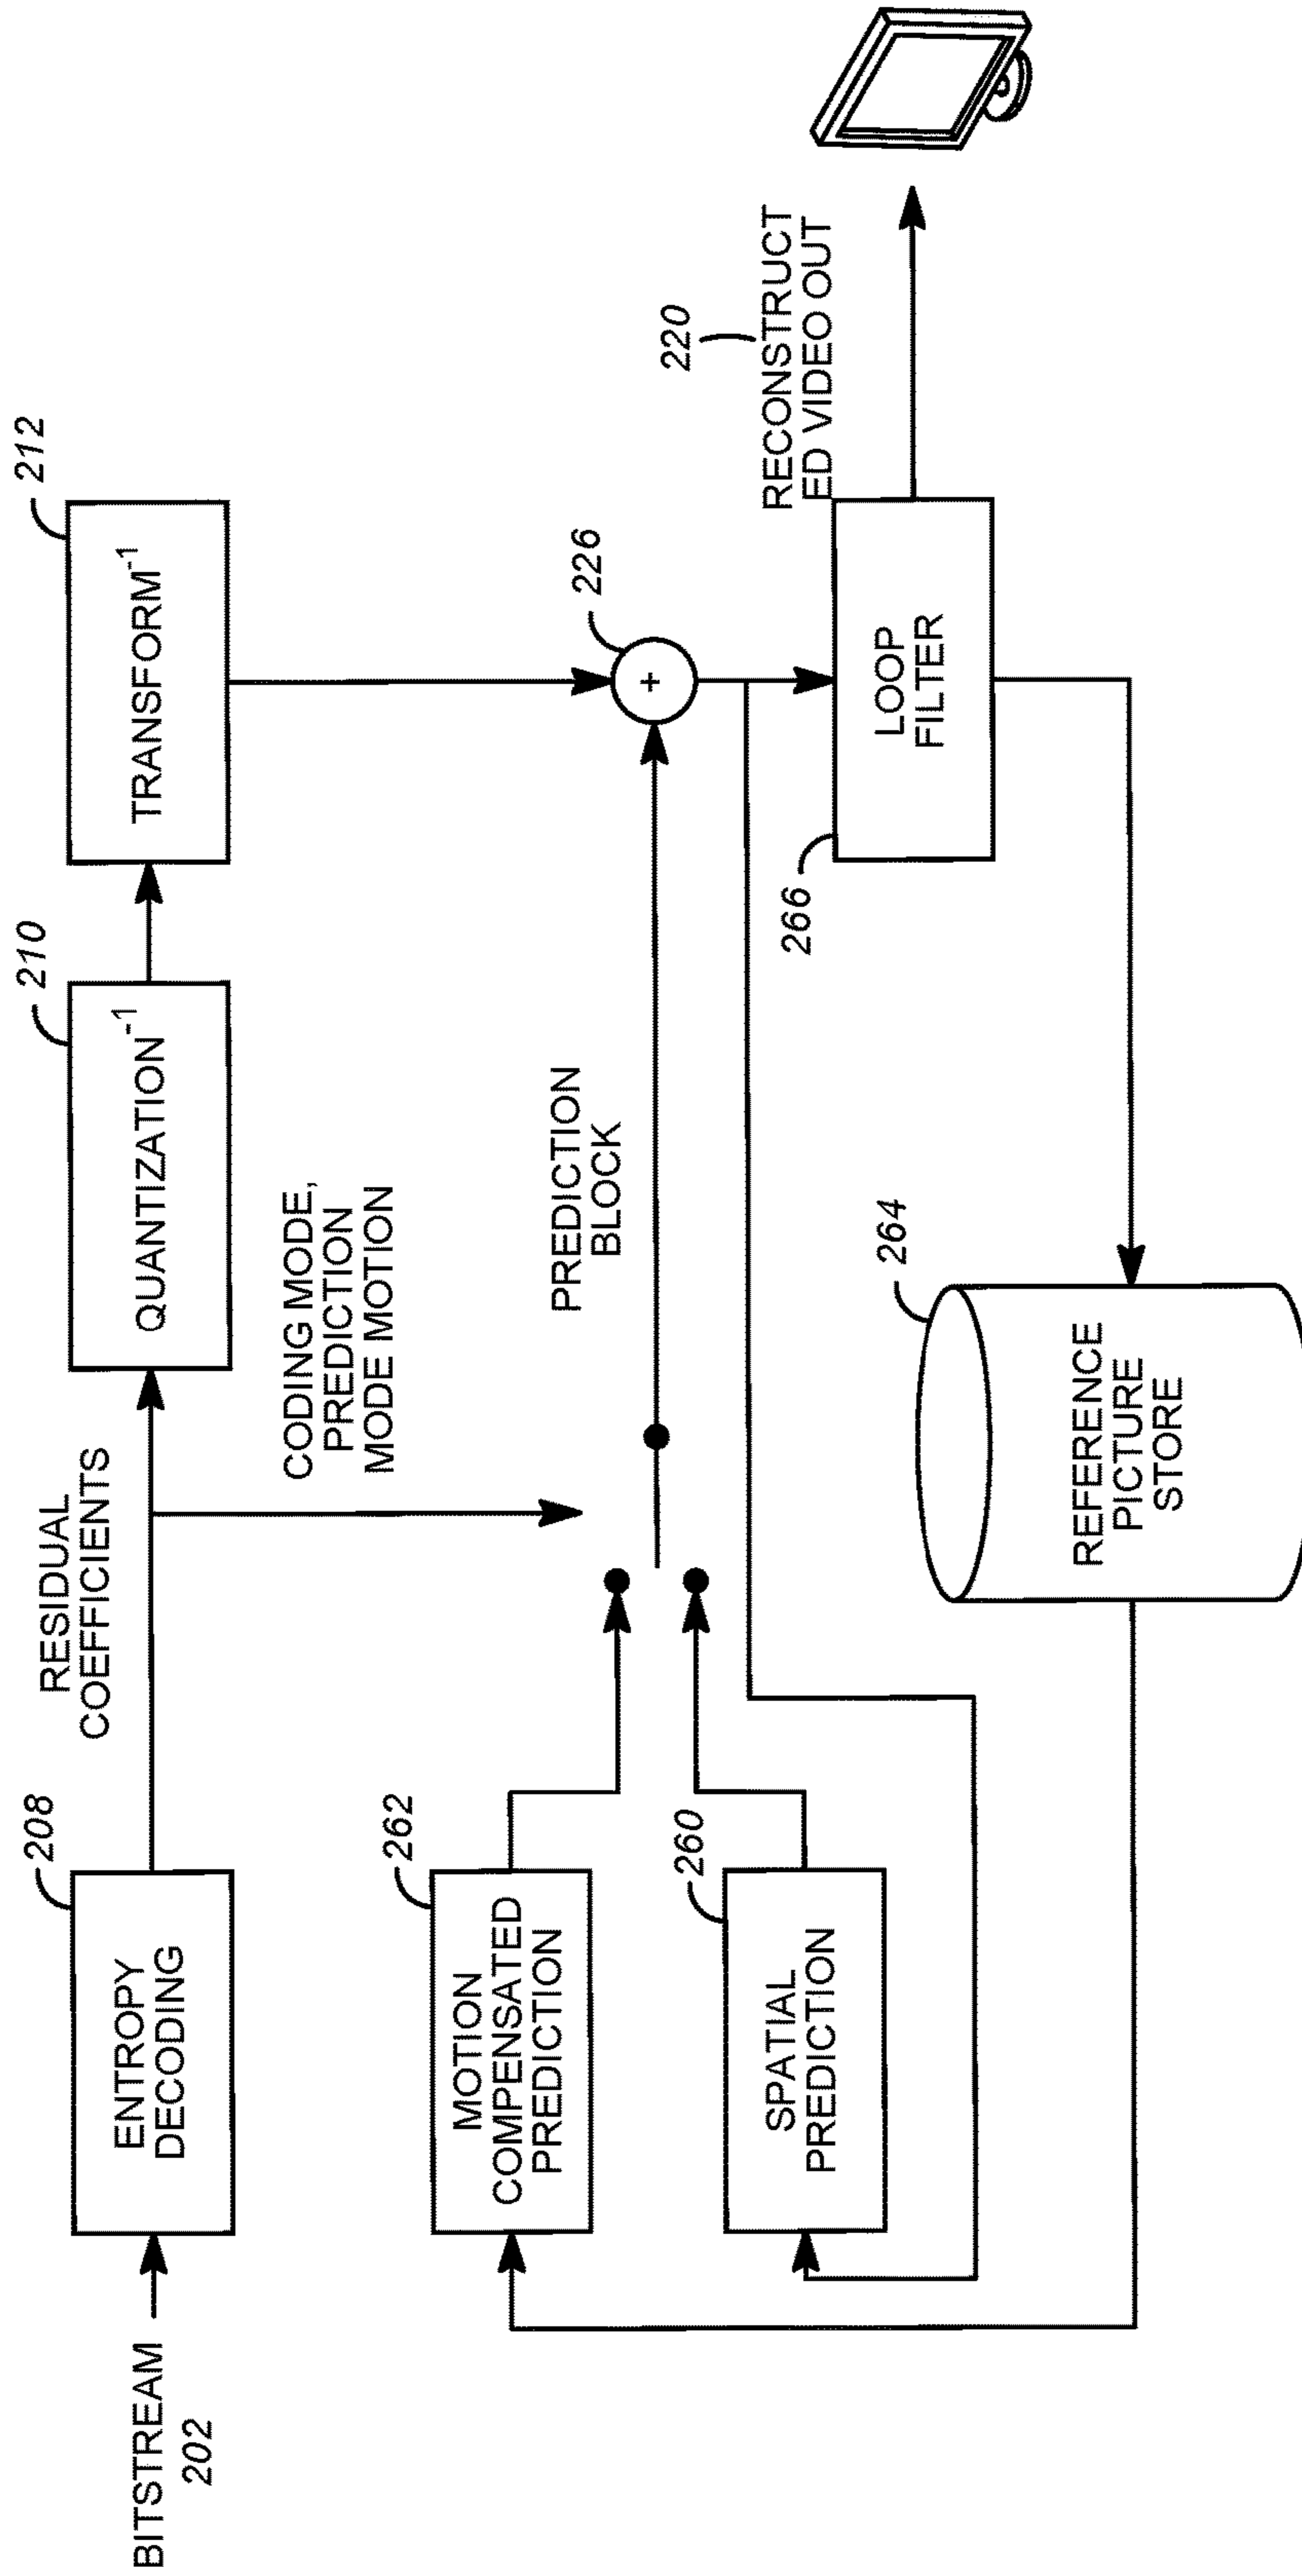 BITSTREAM
202
208
ENTROPY
DECODING
RESIDUAL
COEFFICIENTS
210
QUANTIZATION-1
212
TRANSFORM-1
CODING MODE,
PREDICTION
MODE MOTION
262
MOTION
COMPENSATED
PREDICTION
260
SPATIAL
PREDICTION
PREDICTION
BLOCK
226
+
220
RECONSTRUCT
ED VIDEO OUT
266
LOOP
FILTER
264
REFERENCE
PICTURE
STORE